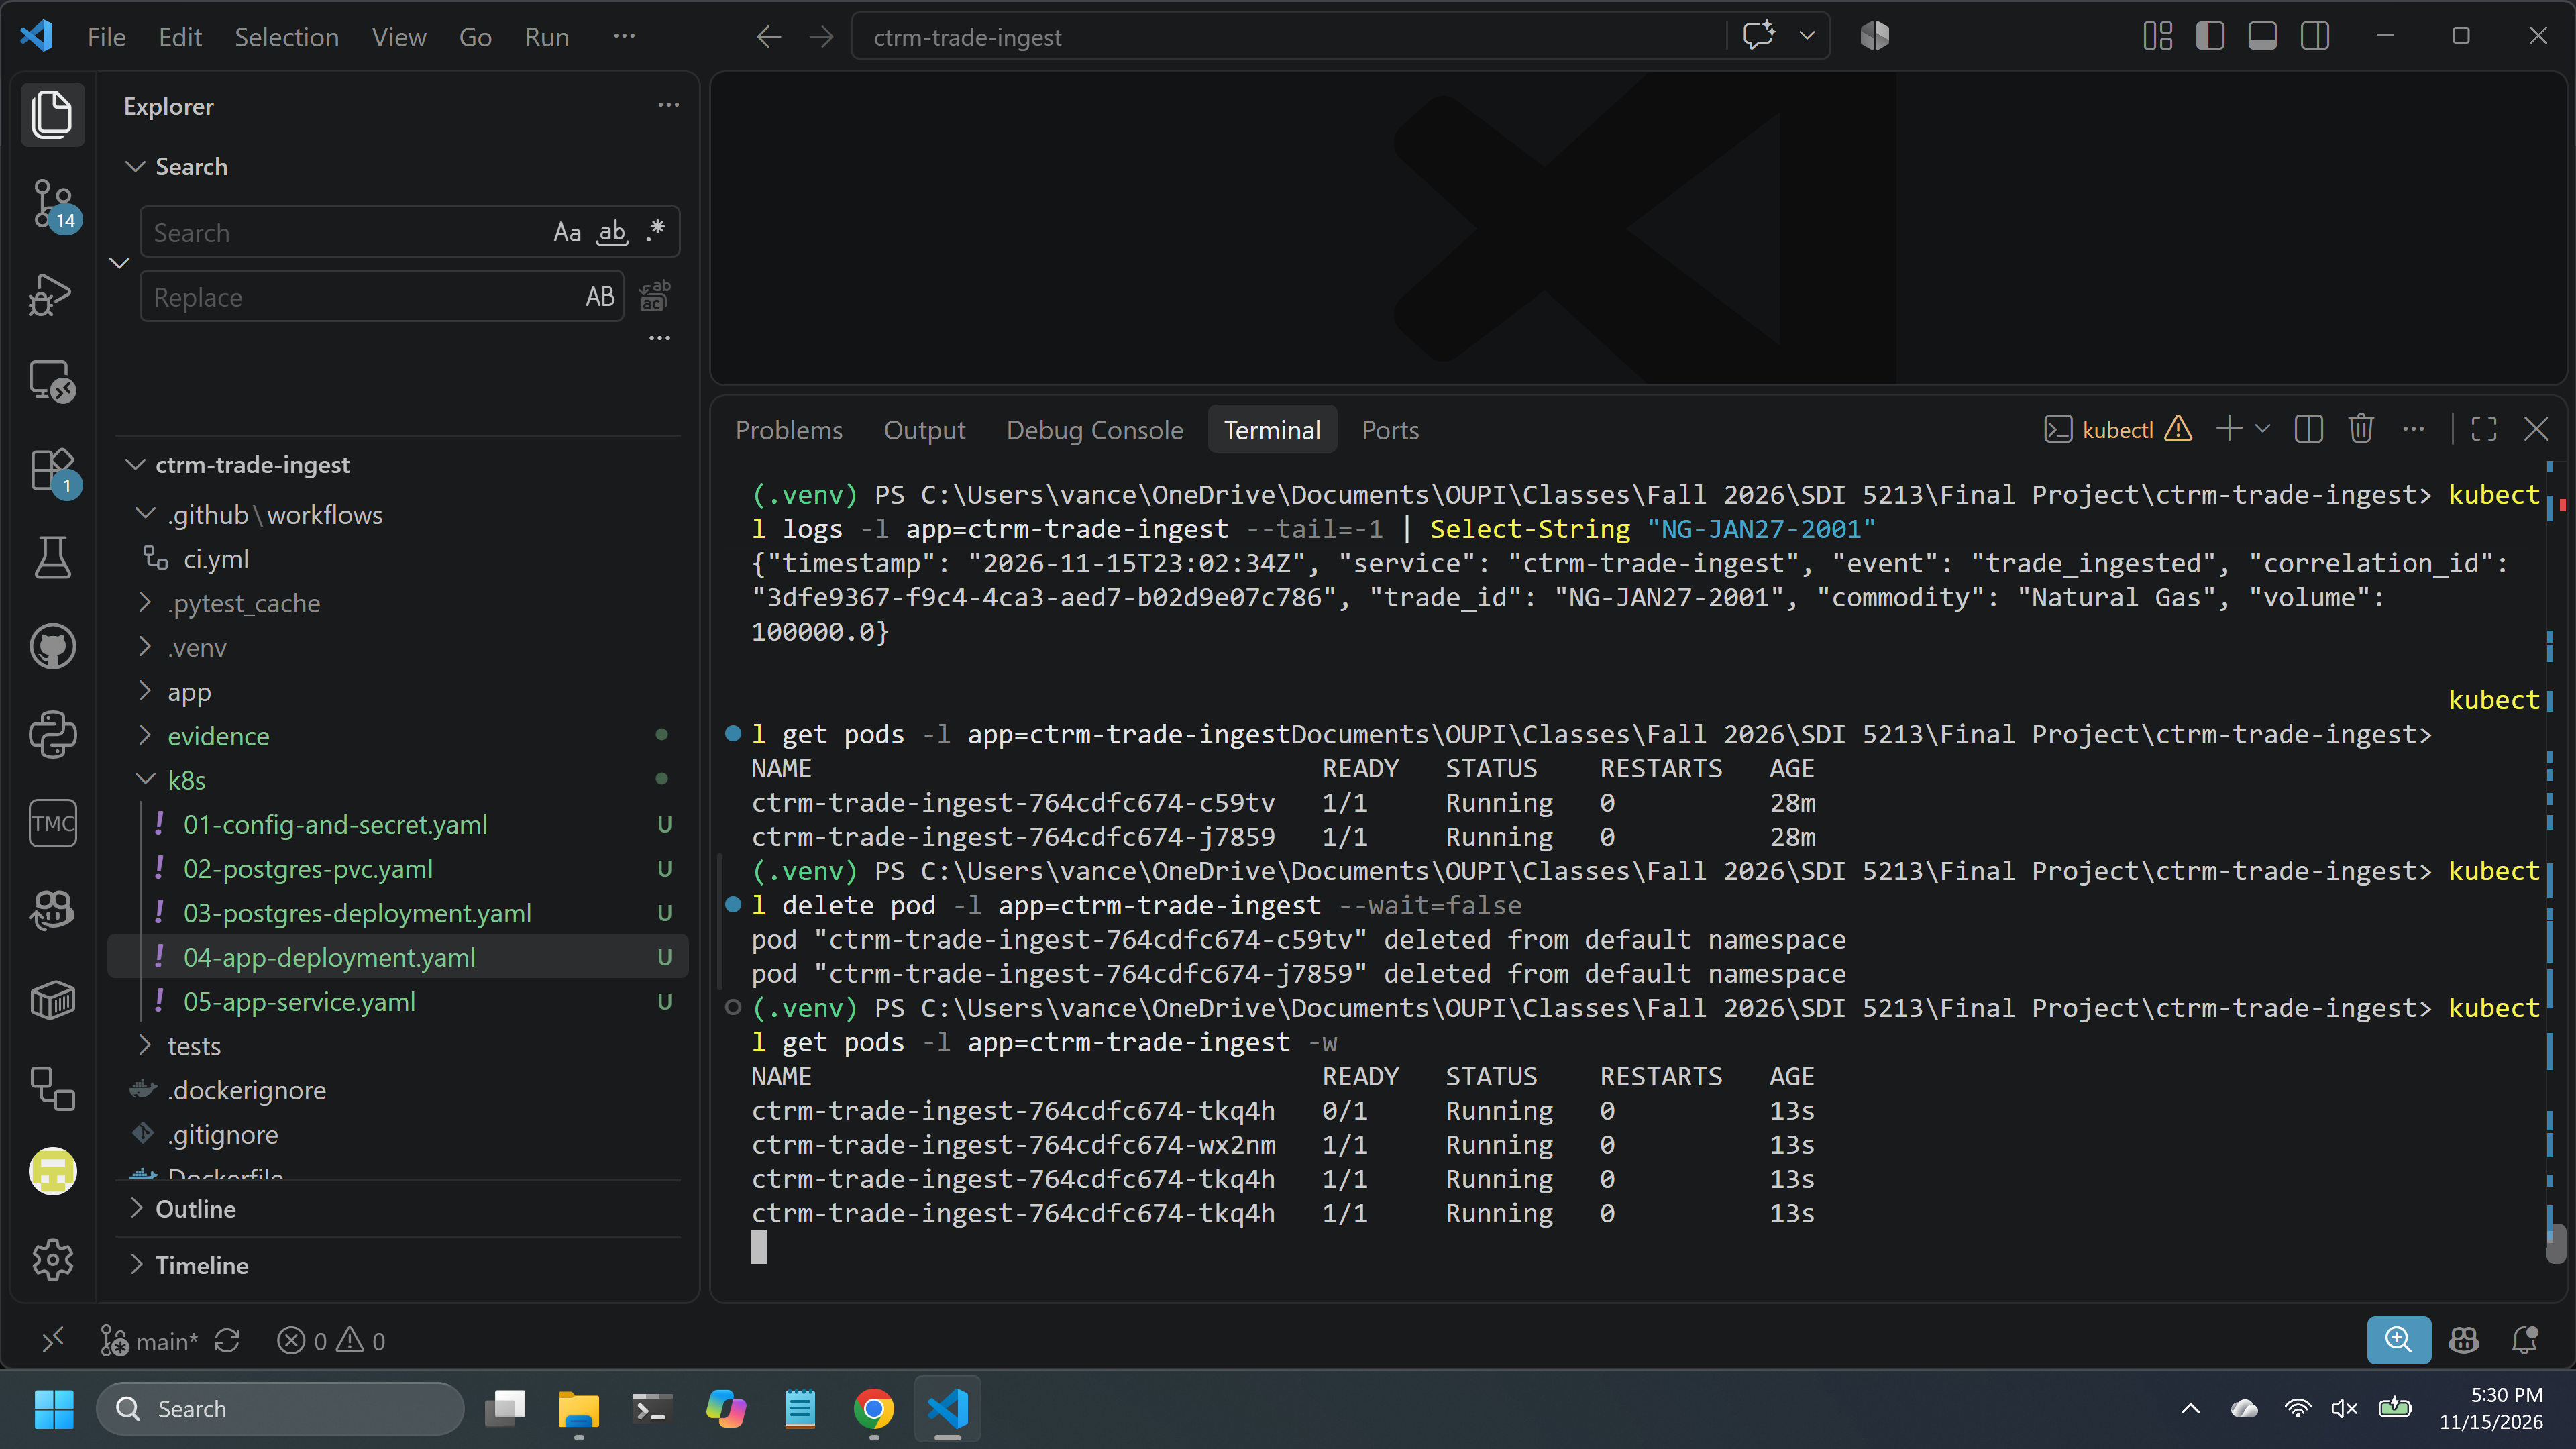 File Edit Selection View Go Run ...
ctrm-trade-ingest
Explorer
Search
14
Search Aa ab .*
Replace AB
ab
ac
1
ctrm-trade-ingest
.github\workflows
ci.yml
.pytest_cache
.venv
app
evidence
k8s
01-config-and-secret.yaml U
02-postgres-pvc.yaml U
TMC
03-postgres-deployment.yaml U
04-app-deployment.yaml U
05-app-service.yaml U
tests
.dockerignore
.gitignore
Dockerfile
Outline
Timeline
Problems Output Debug Console Terminal Ports
kubectl
(.venv) PS C:\Users\vance\OneDrive\Documents\OUPI\Classes\Fall 2026\SDI 5213\Final Project\ctrm-trade-ingest> kubect
l logs -l app=ctrm-trade-ingest --tail=-1 | Select-String "NG-JAN27-2001"
{"timestamp": "2026-11-15T23:02:34Z", "service": "ctrm-trade-ingest", "event": "trade_ingested", "correlation_id":
"3dfe9367-f9c4-4ca3-aed7-b02d9e07c786", "trade_id": "NG-JAN27-2001", "commodity": "Natural Gas", "volume":
100000.0}
kubect
l get pods -l app=ctrm-trade-ingestDocuments\OUPI\Classes\Fall 2026\SDI 5213\Final Project\ctrm-trade-ingest>
NAME READY STATUS RESTARTS AGE
ctrm-trade-ingest-764cdfc674-c59tv 1/1 Running 0 28m
ctrm-trade-ingest-764cdfc674-j7859 1/1 Running 0 28m
(.venv) PS C:\Users\vance\OneDrive\Documents\OUPI\Classes\Fall 2026\SDI 5213\Final Project\ctrm-trade-ingest> kubect
l delete pod -l app=ctrm-trade-ingest --wait=false
pod "ctrm-trade-ingest-764cdfc674-c59tv" deleted from default namespace
pod "ctrm-trade-ingest-764cdfc674-j7859" deleted from default namespace
(.venv) PS C:\Users\vance\OneDrive\Documents\OUPI\Classes\Fall 2026\SDI 5213\Final Project\ctrm-trade-ingest> kubect
l get pods -l app=ctrm-trade-ingest -w
NAME READY STATUS RESTARTS AGE
ctrm-trade-ingest-764cdfc674-tkq4h 0/1 Running 0 13s
ctrm-trade-ingest-764cdfc674-wx2nm 1/1 Running 0 13s
ctrm-trade-ingest-764cdfc674-tkq4h 1/1 Running 0 13s
ctrm-trade-ingest-764cdfc674-tkq4h 1/1 Running 0 13s
main* 0 0
Search
5:30 PM
11/15/2026